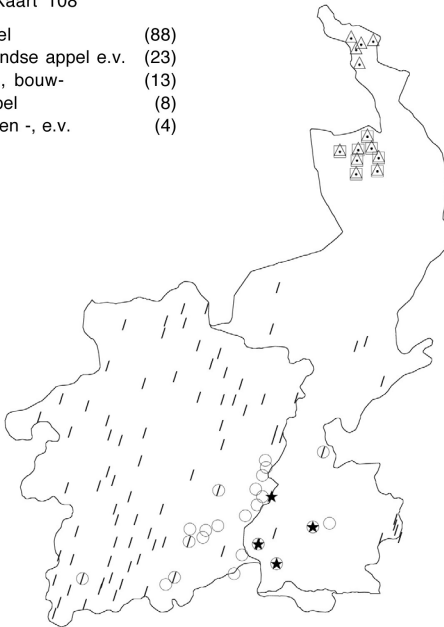 Kaart 108
el (88)
ndse appel e.v. (23)
, bouw- (13)
pel (8)
en -, e.v. (4)